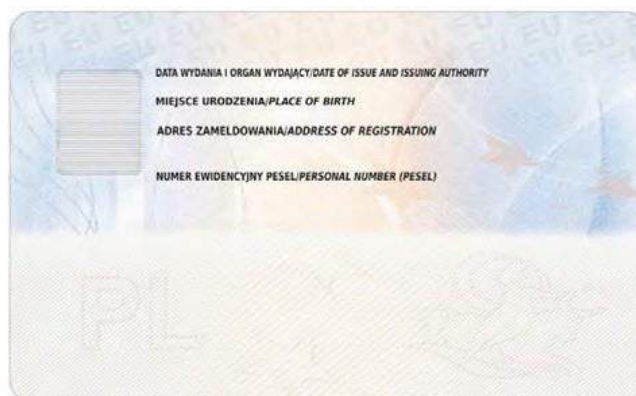 DATA WYDANIA I ORGAN WYDAJĄCY/DATE OF ISSUE AND ISSUING AUTHORITY
MIEJSCE URODZENIA/PLACE OF BIRTH
ADRES ZAMELDOWANIA/ADDRESS OF REGISTRATION
NUMER EWIDENCYJNY PESEL/PERSONAL NUMBER (PESEL)
PL